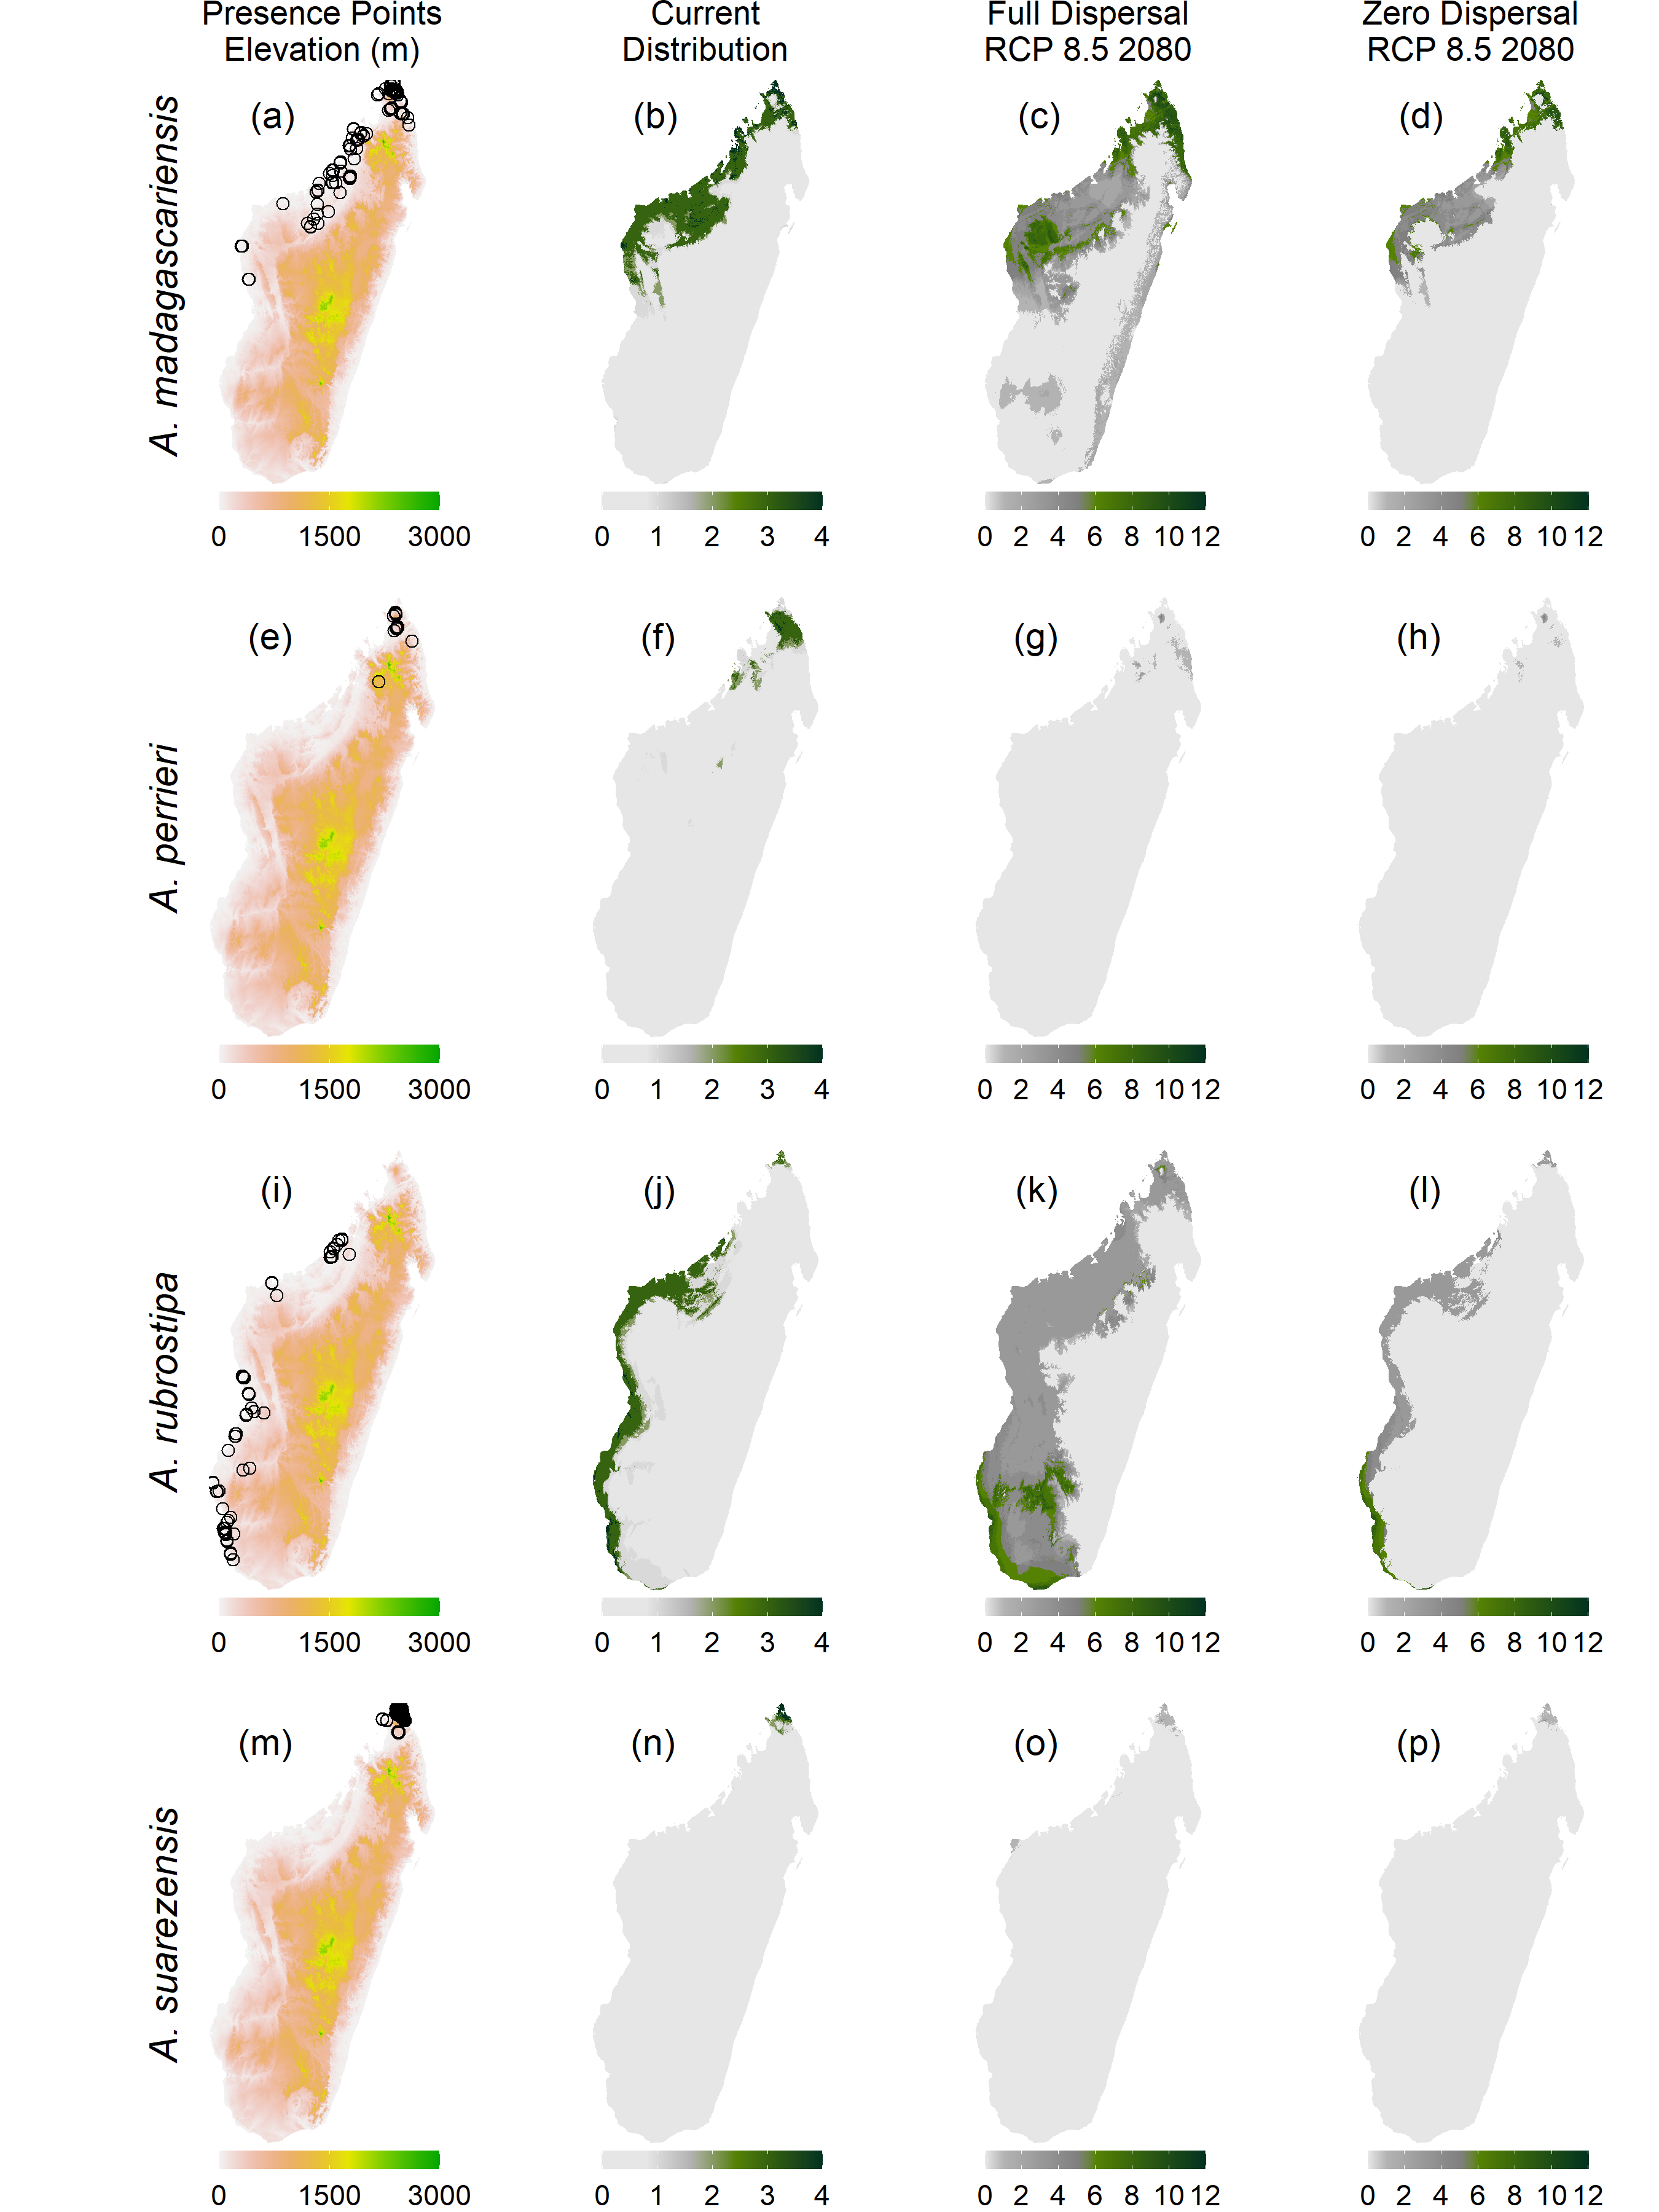 Presence Points
Elevation (m)
Current
Distribution
Full Dispersal
RCP 8.5 2080
Zero Dispersal
RCP 8.5 2080
A. madagascariensis
(a)
(b)
(c)
(d)
0 1500 3000
0 1 2 3 4
0 2 4 6 8 10 12
0 2 4 6 8 10 12
A. perrieri
(e)
(f)
(g)
(h)
0 1500 3000
0 1 2 3 4
0 2 4 6 8 10 12
0 2 4 6 8 10 12
A. rubrostipa
(i)
(j)
(k)
(l)
0 1500 3000
0 1 2 3 4
0 2 4 6 8 10 12
0 2 4 6 8 10 12
A. suarezensis
(m)
(n)
(o)
(p)
0 1500 3000
0 1 2 3 4
0 2 4 6 8 10 12
0 2 4 6 8 10 12